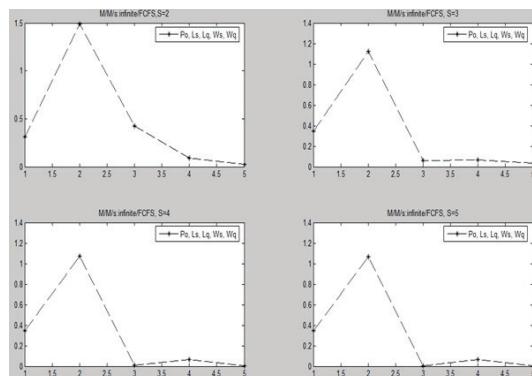 M/M/s:infinite/FCFS, S=2
Po, Ls, Lq, Ws, Wq
1.5
1
0.5
0
1 1.5 2 2.5 3 3.5 4 4.5 5
M/M/s:infinite/FCFS, S=3
Po, Ls, Lq, Ws, Wq
1.4
1.2
1
0.8
0.6
0.4
0.2
0
1 1.5 2 2.5 3 3.5 4 4.5 5
M/M/s:infinite/FCFS, S=4
Po, Ls, Lq, Ws, Wq
1.4
1.2
1
0.8
0.6
0.4
0.2
0
1 1.5 2 2.5 3 3.5 4 4.5 5
M/M/s:infinite/FCFS, S=5
Po, Ls, Lq, Ws, Wq
1.4
1.2
1
0.8
0.6
0.4
0.2
0
1 1.5 2 2.5 3 3.5 4 4.5 5